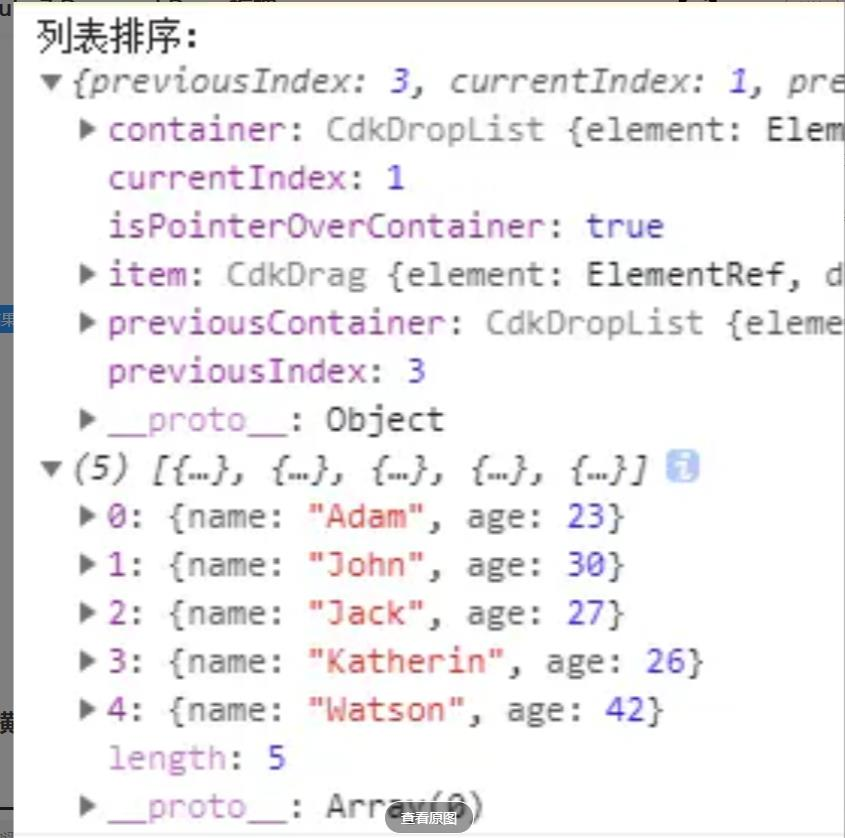 列表排序:
▼{previousIndex: 3, currentIndex: 1, pre
▶container: CdkDropList {element: Elem
currentIndex: 1
isPointerOverContainer: true
▶item: CdkDrag {element: ElementRef, d
▶previousContainer: CdkDropList {eleme
previousIndex: 3
▶__proto__: Object
▼(5) [{…}, {…}, {…}, {…}, {…}] i
▶0: {name: "Adam", age: 23}
▶1: {name: "John", age: 30}
▶2: {name: "Jack", age: 27}
▶3: {name: "Katherin", age: 26}
▶4: {name: "Watson", age: 42}
length: 5
▶__proto__: Array(0)
查看原图